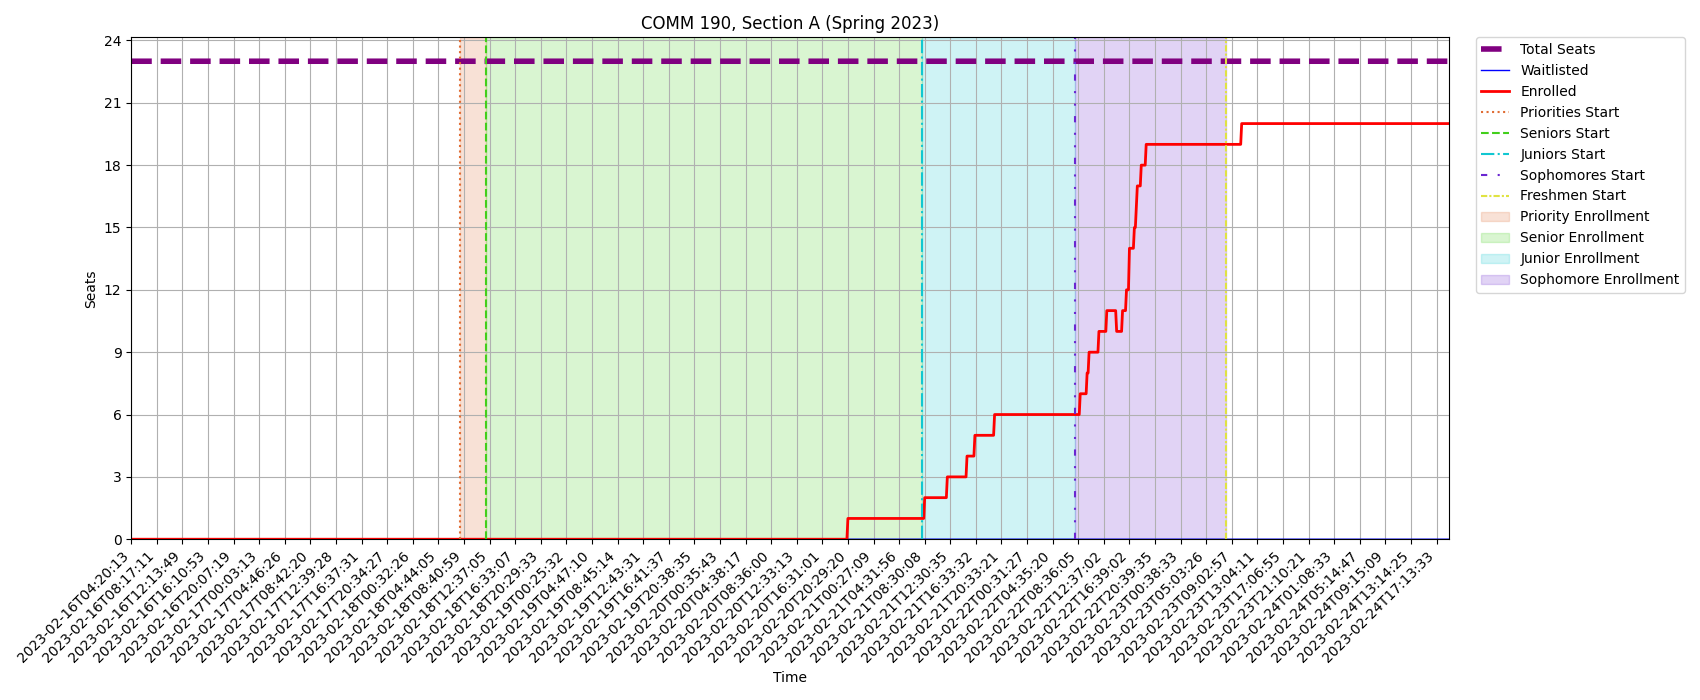 COMM 190, Section A (Spring 2023)
24
21
18
15
12
9
6
3
0
Seats
2023-02-16T04:20:13
2023-02-16T08:17:11
2023-02-16T12:13:49
2023-02-16T16:10:53
2023-02-16T20:07:19
2023-02-17T00:03:13
2023-02-17T04:46:26
2023-02-17T08:42:20
2023-02-17T12:39:28
2023-02-17T16:37:31
2023-02-17T20:34:27
2023-02-18T00:32:26
2023-02-18T04:44:05
2023-02-18T08:40:59
2023-02-18T12:37:05
2023-02-18T16:33:07
2023-02-18T20:29:33
2023-02-19T00:25:32
2023-02-19T04:47:10
2023-02-19T08:45:14
2023-02-19T12:43:31
2023-02-19T16:41:37
2023-02-19T20:38:35
2023-02-20T00:35:43
2023-02-20T04:38:17
2023-02-20T08:36:00
2023-02-20T12:33:13
2023-02-20T16:31:01
2023-02-20T20:29:20
2023-02-21T00:27:09
2023-02-21T04:31:56
2023-02-21T08:30:08
2023-02-21T12:30:35
2023-02-21T16:33:32
2023-02-21T20:33:21
2023-02-22T00:31:27
2023-02-22T04:35:20
2023-02-22T08:36:05
2023-02-22T12:37:02
2023-02-22T16:39:02
2023-02-22T20:39:35
2023-02-23T00:38:33
2023-02-23T05:03:26
2023-02-23T09:02:57
2023-02-23T13:04:11
2023-02-23T17:06:55
2023-02-23T21:10:21
2023-02-24T01:08:33
2023-02-24T05:14:47
2023-02-24T09:15:09
2023-02-24T13:14:25
2023-02-24T17:13:33
Time
Total Seats
Waitlisted
Enrolled
Priorities Start
Seniors Start
Juniors Start
Sophomores Start
Freshmen Start
Priority Enrollment
Senior Enrollment
Junior Enrollment
Sophomore Enrollment